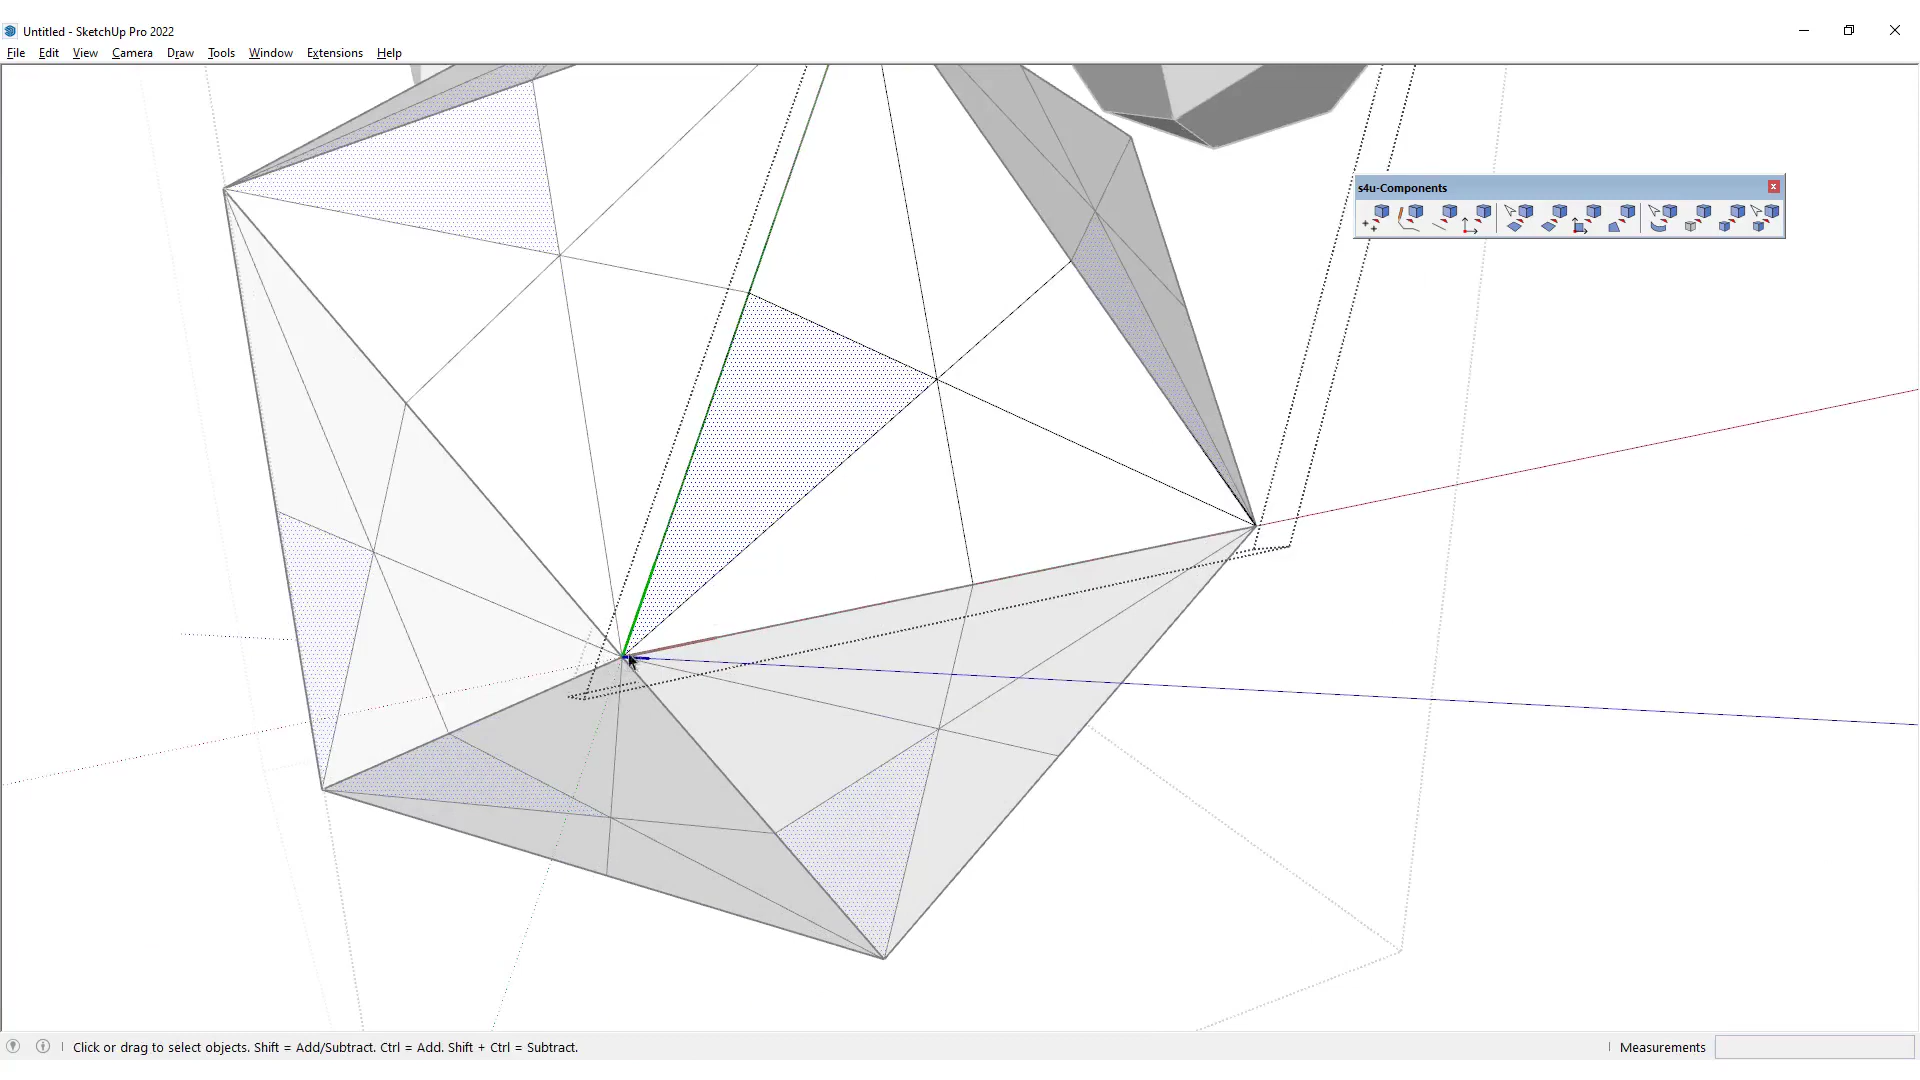 Untitled - SketchUp Pro 2022
File Edit View Camera Draw Tools Window Extensions Help
s4u-Components
Click or drag to select objects. Shift = Add/Subtract. Ctrl = Add. Shift + Ctrl = Subtract.
Measurements